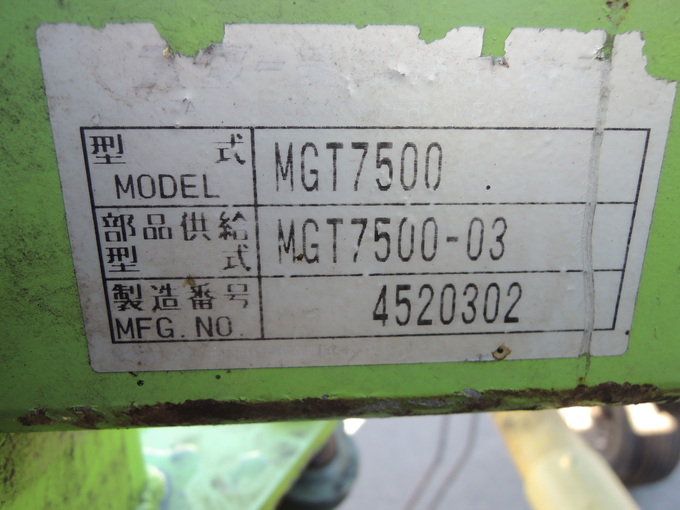 型 式 MGT7500
MODEL
部品供給 MGT7500-03
型 式
製造番号 4520302
MFG. NO.